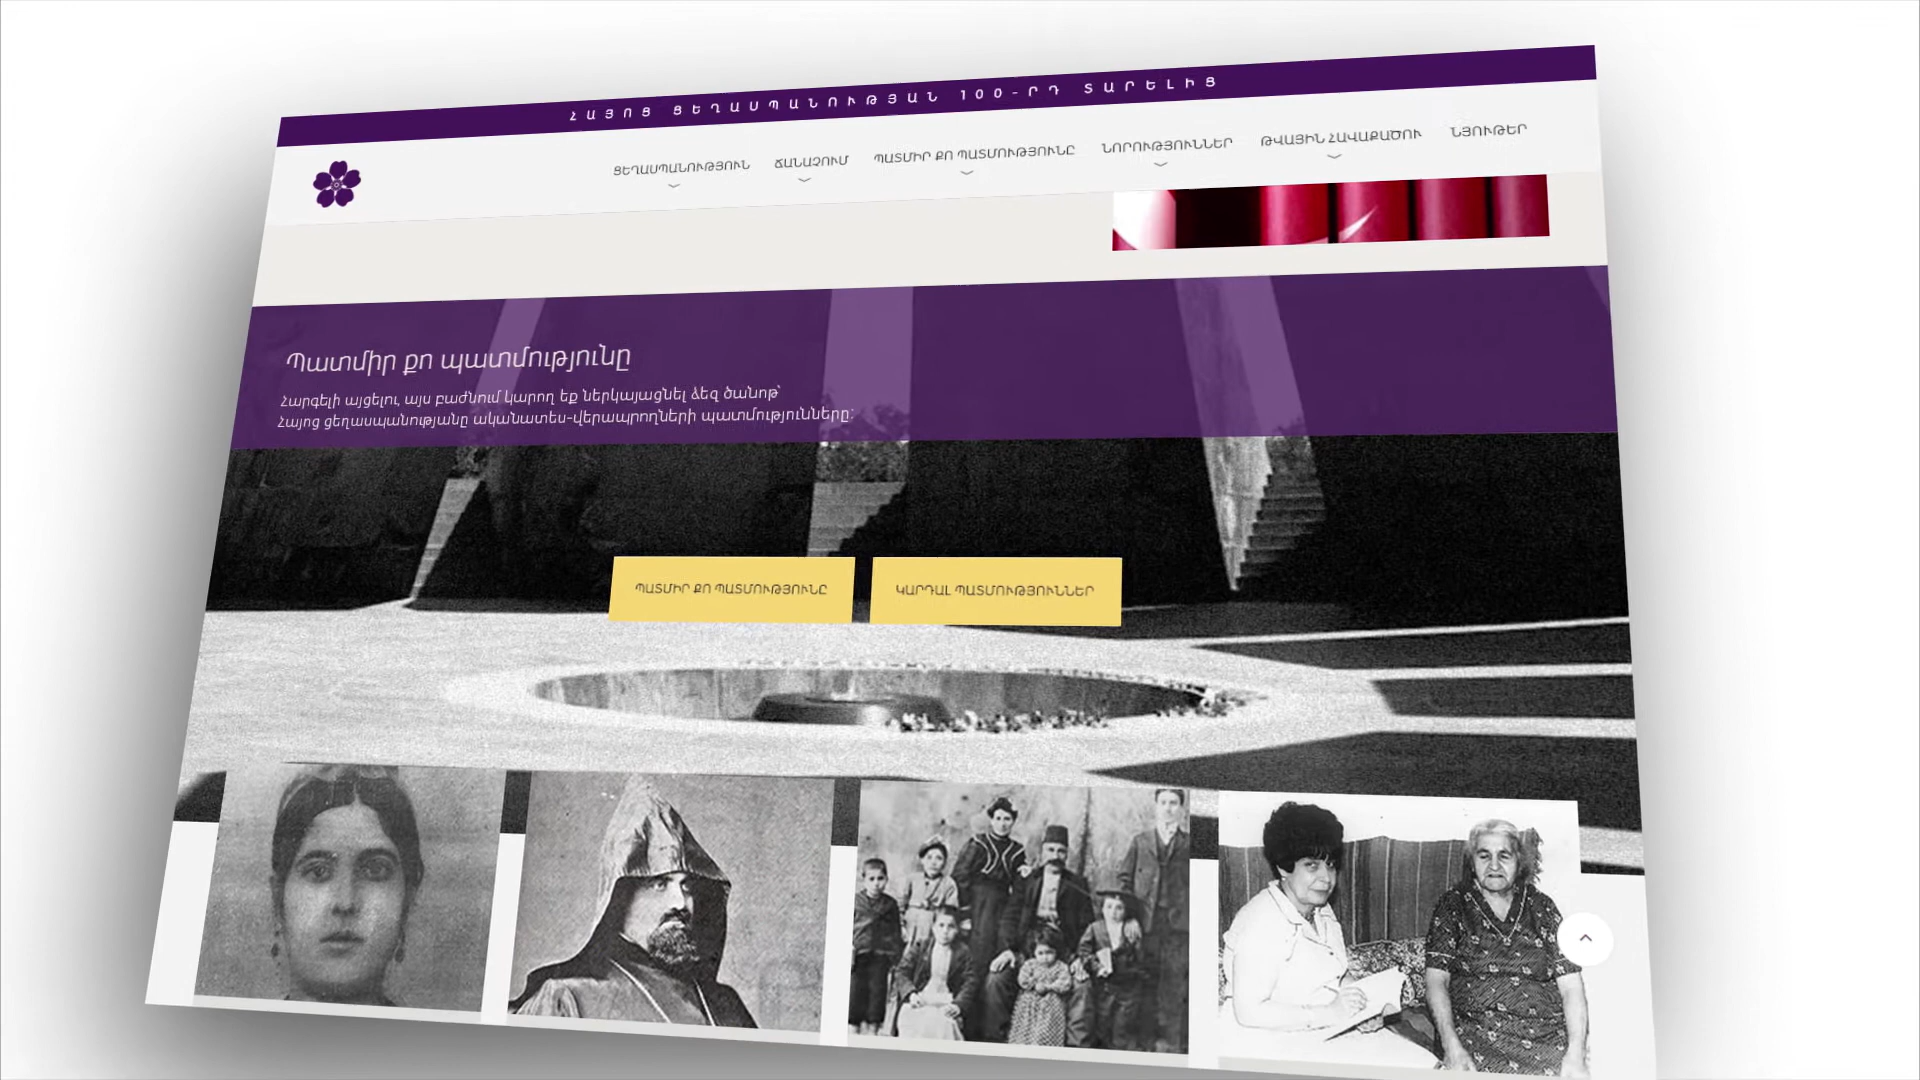 ՀԱՅՈՑ ՑԵՂԱՍՊԱՆՈՒԹՅԱՆ 100-ՐԴ ՏԱՐԵԼԻՑ
ՑԵՂԱՍՊԱՆՈՒԹՅՈՒՆ ՃԱՆԱՉՈՒՄ ՊԱՏՄԻՐ ՔՈ ՊԱՏՄՈՒԹՅՈՒՆԸ ՆՈՐՈՒԹՅՈՒՆՆԵՐ ԹՎԱՅԻՆ ՀԱՎԱՔԱԾՈՒ ՆՅՈՒԹԵՐ
Պատմիր քո պատմությունը
Հարգելի այցելու, այս բաժնում կարող եք ներկայացնել ձեզ ծանոթ՝
Հայոց ցեղասպանությանը ականատես-վերապրողների պատմությունները:
ՊԱՏՄԻՐ ՔՈ ՊԱՏՄՈՒԹՅՈՒՆԸ ԿԱՐԴԱԼ ՊԱՏՄՈՒԹՅՈՒՆՆԵՐ